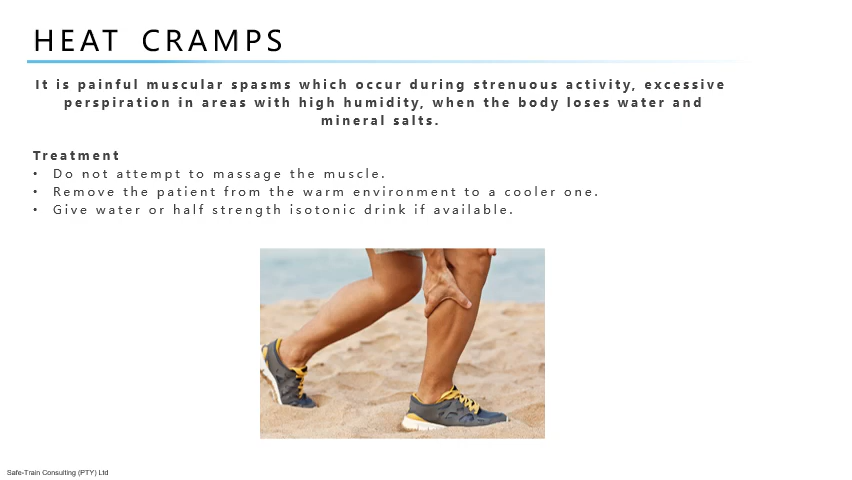 HEAT CRAMPS
It is painful muscular spasms which occur during strenuous activity, excessive
perspiration in areas with high humidity, when the body loses water and
mineral salts.
Treatment
• Do not attempt to massage the muscle.
• Remove the patient from the warm environment to a cooler one.
• Give water or half strength isotonic drink if available.
Safe-Train Consulting (PTY) Ltd